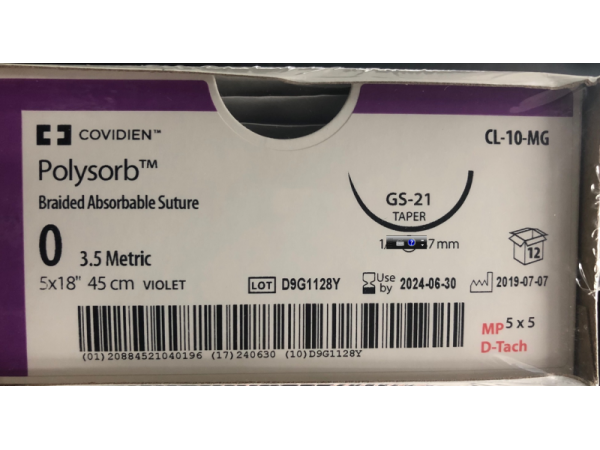 COVIDIEN™
CL-10-MG
Polysorb™
Braided Absorbable Suture
GS-21
TAPER
0 3.5 Metric
7 mm
12
5x18" 45 cm VIOLET
LOT D9G1128Y
Use by 2024-06-30
2019-07-07
MP 5 x 5
D-Tach
(01)20884521040196 (17)240630 (10)D9G1128Y